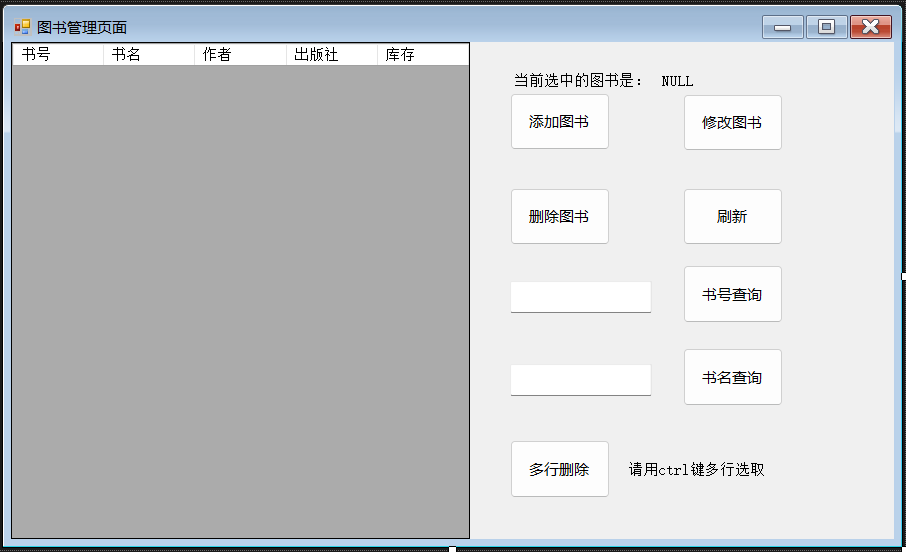 图书管理页面
书号 书名 作者 出版社 库存
当前选中的图书是： NULL
添加图书 修改图书
删除图书 刷新
书号查询
书名查询
多行删除 请用ctrl键多行选取